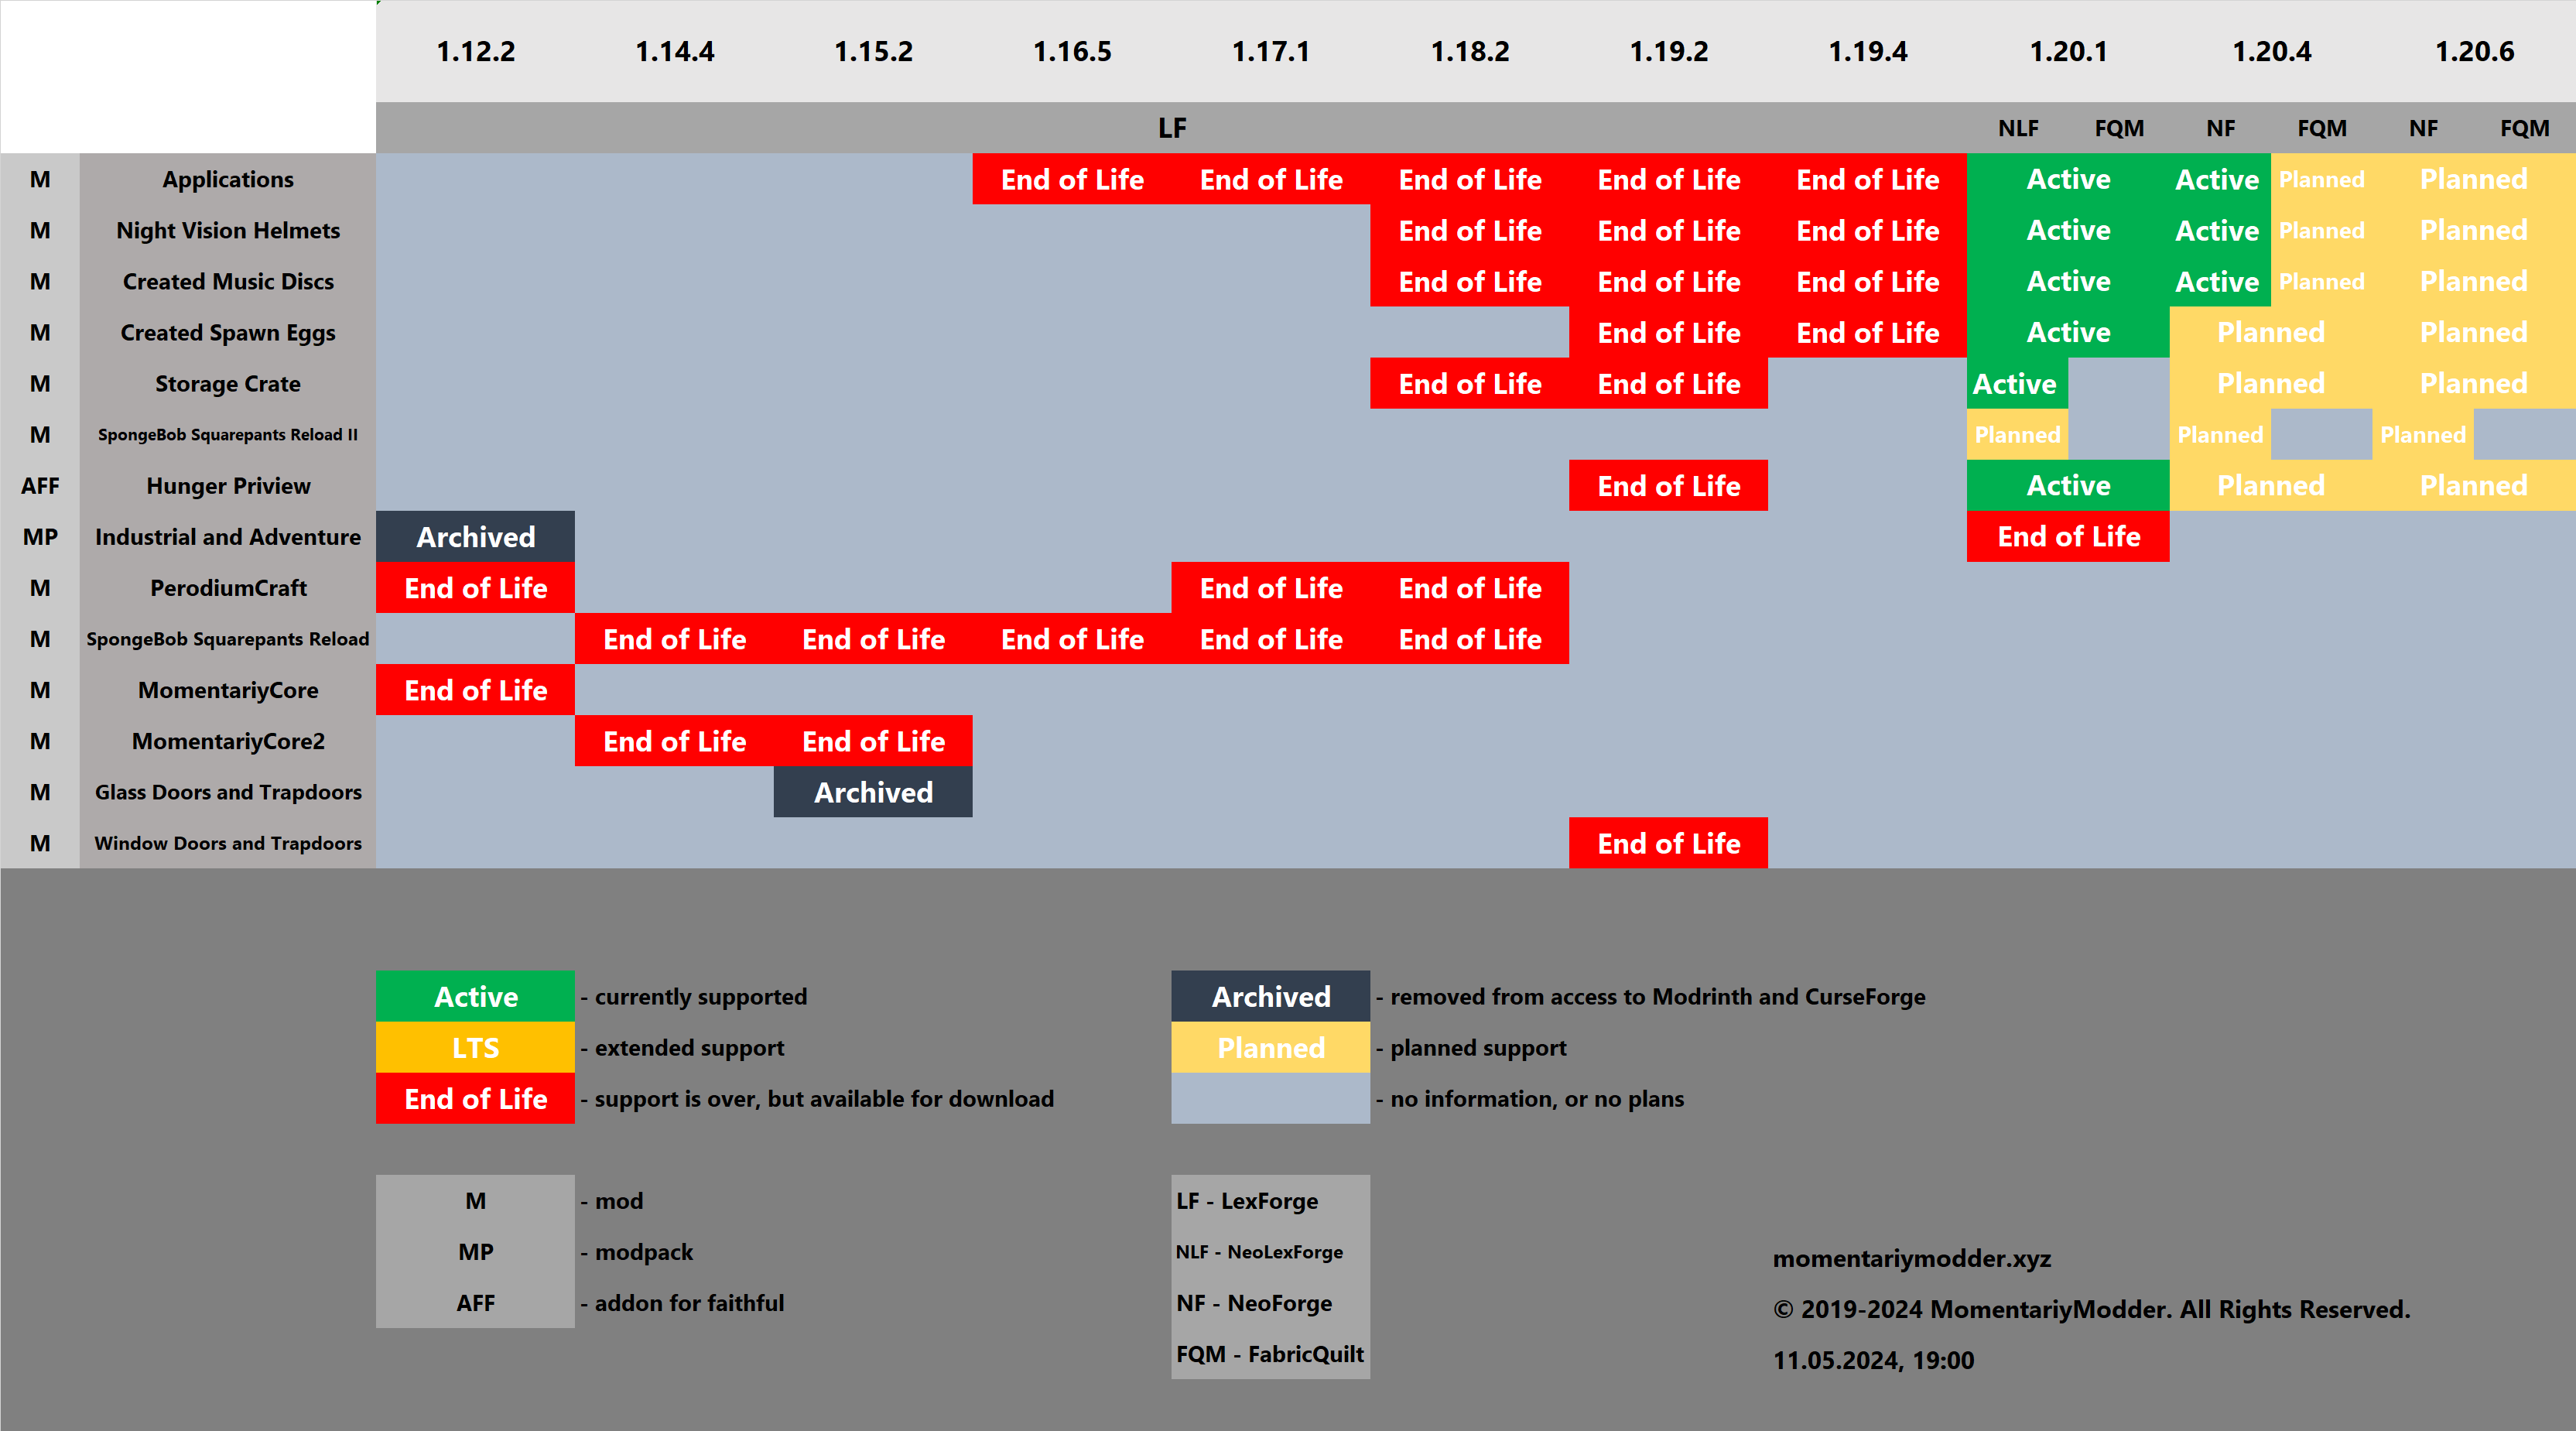 1.12.2 1.14.4 1.15.2 1.16.5 1.17.1 1.18.2 1.19.2 1.19.4 1.20.1 1.20.4 1.20.6
LF NLF FQM NF FQM NF FQM
M Applications End of Life End of Life End of Life End of Life End of Life Active Active Planned Planned
M Night Vision Helmets End of Life End of Life End of Life Active Active Planned Planned
M Created Music Discs End of Life End of Life End of Life Active Active Planned Planned
M Created Spawn Eggs End of Life End of Life Active Planned Planned
M Storage Crate End of Life End of Life Active Planned Planned
M SpongeBob Squarepants Reload II Planned Planned Planned
AFF Hunger Priview End of Life Active Planned Planned
MP Industrial and Adventure Archived End of Life
M PerodiumCraft End of Life End of Life End of Life
M SpongeBob Squarepants Reload End of Life End of Life End of Life End of Life End of Life
M MomentariyCore End of Life
M MomentariyCore2 End of Life End of Life
M Glass Doors and Trapdoors Archived
M Window Doors and Trapdoors End of Life
Active - currently supported
LTS - extended support
End of Life - support is over, but available for download
Archived - removed from access to Modrinth and CurseForge
Planned - planned support
- no information, or no plans
M - mod
MP - modpack
AFF - addon for faithful
LF - LexForge
NLF - NeoLexForge
NF - NeoForge
FQM - FabricQuilt
momentariymodder.xyz
© 2019-2024 MomentariyModder. All Rights Reserved.
11.05.2024, 19:00